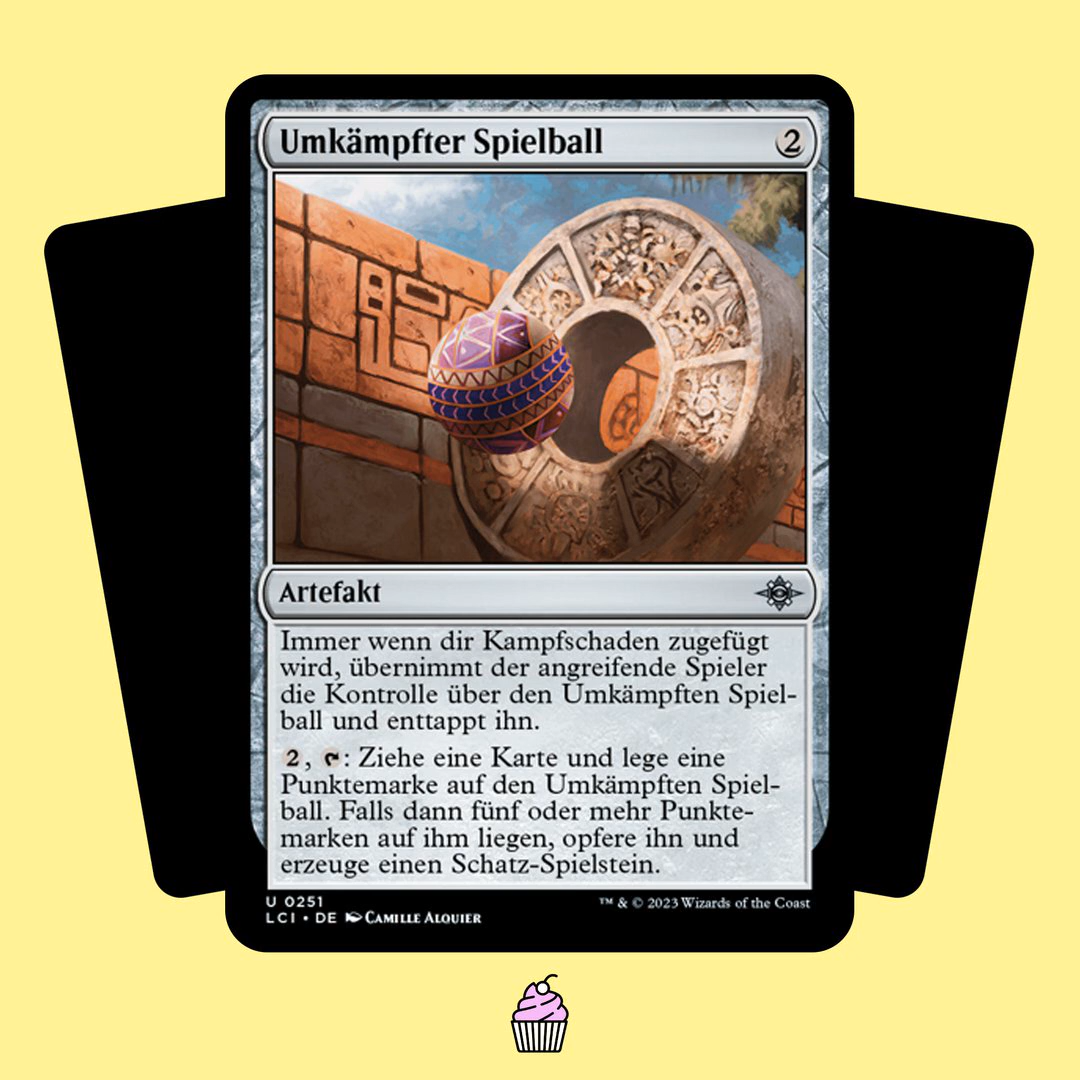 Umkämpfter Spielball 2
Artefakt
Immer wenn dir Kampfschaden zugefügt
wird, übernimmt der angreifende Spieler
die Kontrolle über den Umkämpften Spiel-
ball und enttappt ihn.
2, : Ziehe eine Karte und lege eine
Punktemarke auf den Umkämpften Spiel-
ball. Falls dann fünf oder mehr Punkte-
marken auf ihm liegen, opfere ihn und
erzeuge einen Schatz-Spielstein.
U 0251
LCI • DE Camille Alquier
™ & © 2023 Wizards of the Coast